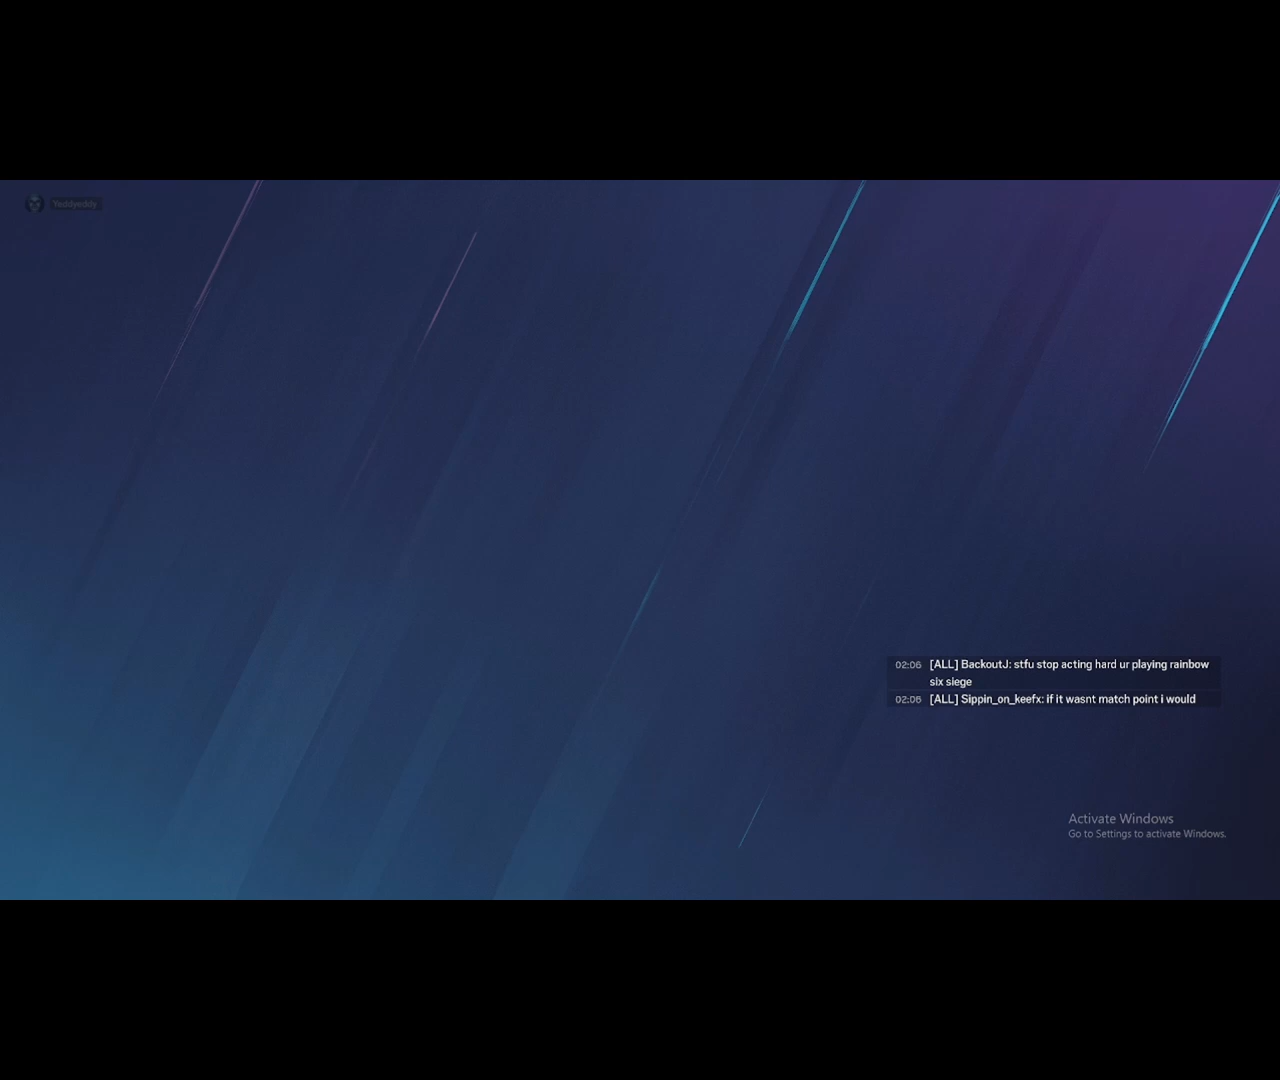 Yeddyeddy
02:06 [ALL] BackoutJ: stfu stop acting hard ur playing rainbow
six siege
02:06 [ALL] Sippin_on_keefx: if it wasnt match point i would
Activate Windows
Go to Settings to activate Windows.